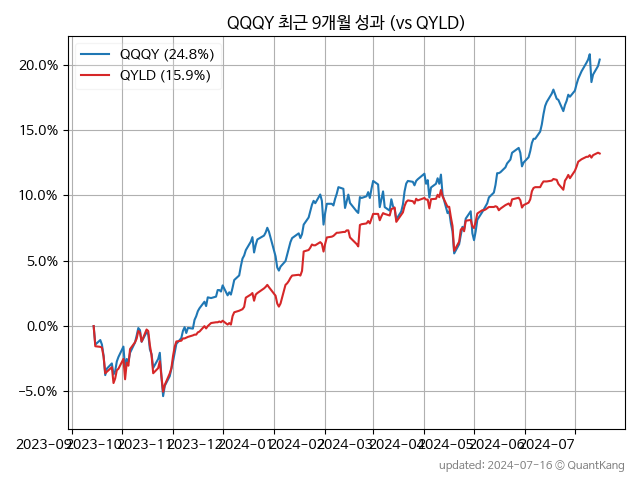 QQQY 최근 9개월 성과 (vs QYLD)
QQQY (24.8%)
QYLD (15.9%)
20.0%
15.0%
10.0%
5.0%
0.0%
−5.0%
2023-09 2023-10 2023-11 2023-12 2024-01 2024-02 2024-03 2024-04 2024-05 2024-06 2024-07
updated: 2024-07-16 © QuantKang